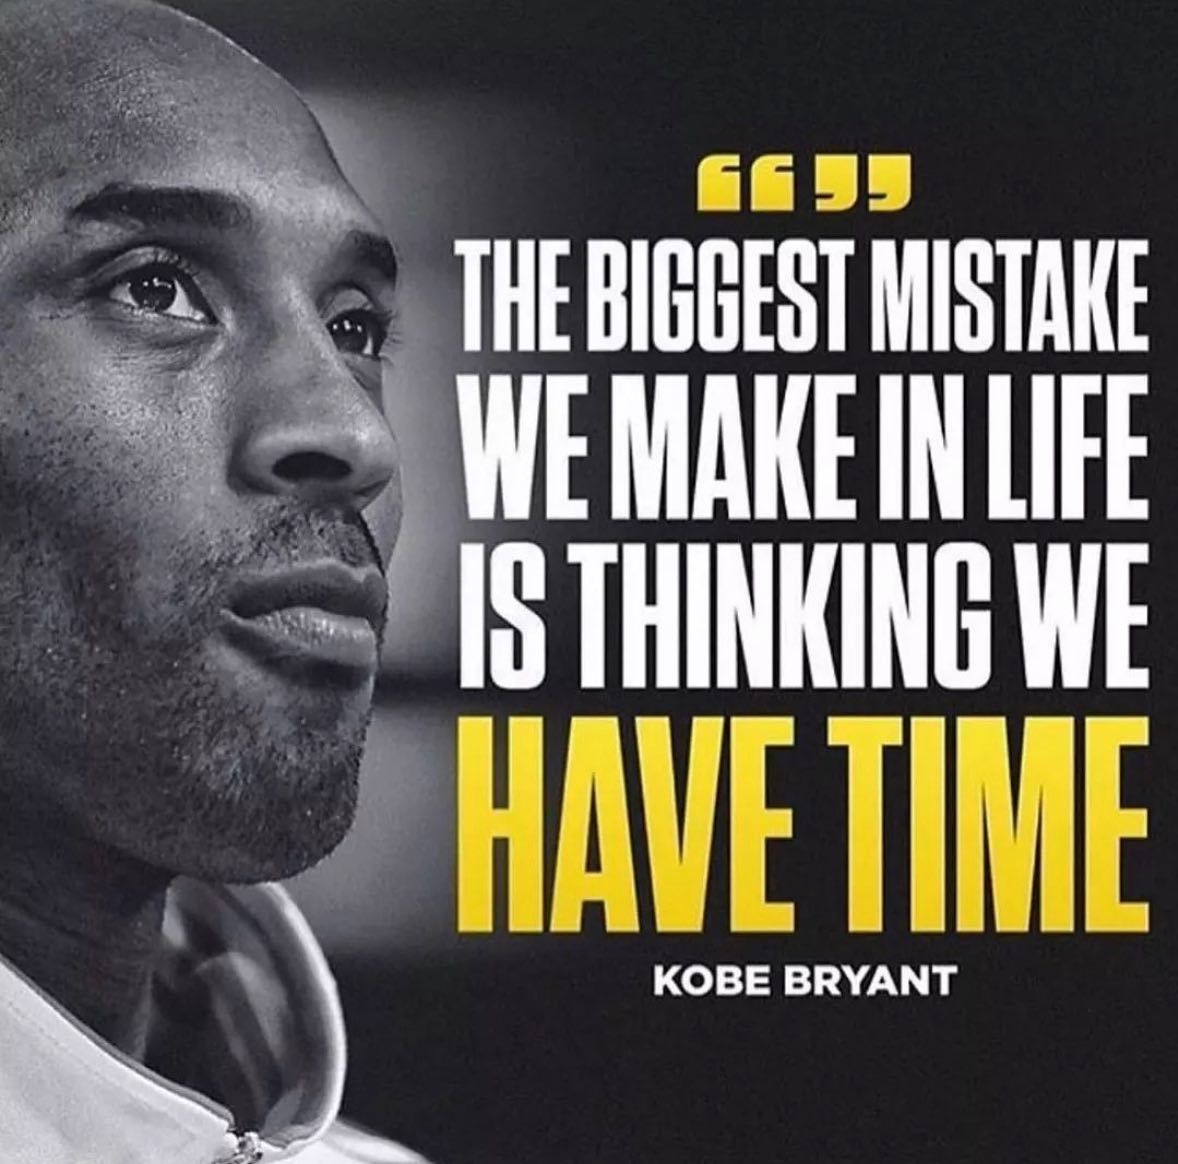 “ ”
THE BIGGEST MISTAKE
WE MAKE IN LIFE
IS THINKING WE
HAVE TIME
KOBE BRYANT